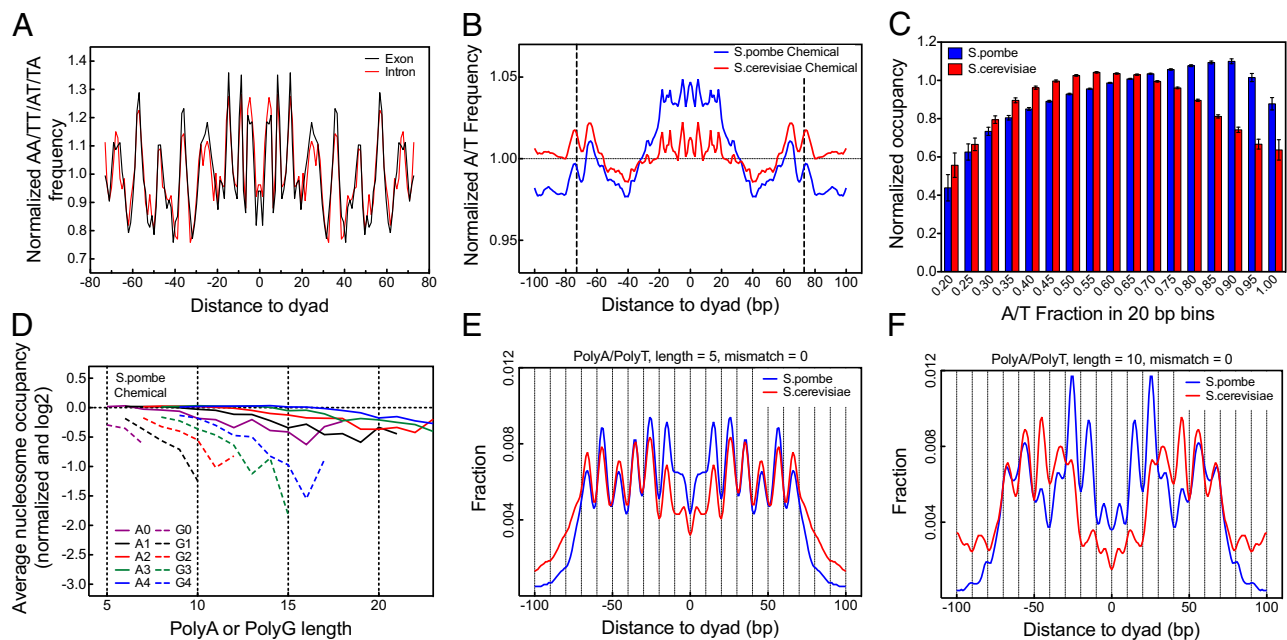 A
Normalized AA/TT/AT/TA
frequency
1.4
1.3
1.2
1.1
1.0
0.9
0.8
0.7
Exon
Intron
-80 -60 -40 -20 0 20 40 60 80
Distance to dyad
B
Normalized A/T Frequency
1.05
1.00
0.95
S.pombe Chemical
S.cerevisiae Chemical
-100 -80 -60 -40 -20 0 20 40 60 80 100
Distance to dyad (bp)
C
Normalized occupancy
1.2
1.0
0.8
0.6
0.4
0.2
0.0
S.pombe
S.cerevisiae
0.20 0.25 0.30 0.35 0.40 0.45 0.50 0.55 0.60 0.65 0.70 0.75 0.80 0.85 0.90 0.95 1.00
A/T Fraction in 20 bp bins
D
Average nucleosome occupancy
(normalized and log2)
0.5
0.0
-0.5
-1.0
-1.5
-2.0
-2.5
-3.0
S.pombe
Chemical
A0 G0
A1 G1
A2 G2
A3 G3
A4 G4
5 10 15 20
PolyA or PolyG length
E
PolyA/PolyT, length = 5, mismatch = 0
Fraction
0.012
0.008
0.004
S.pombe
S.cerevisiae
-100 -50 0 50 100
Distance to dyad (bp)
F
PolyA/PolyT, length = 10, mismatch = 0
Fraction
0.012
0.008
0.004
S.pombe
S.cerevisiae
-100 -50 0 50 100
Distance to dyad (bp)